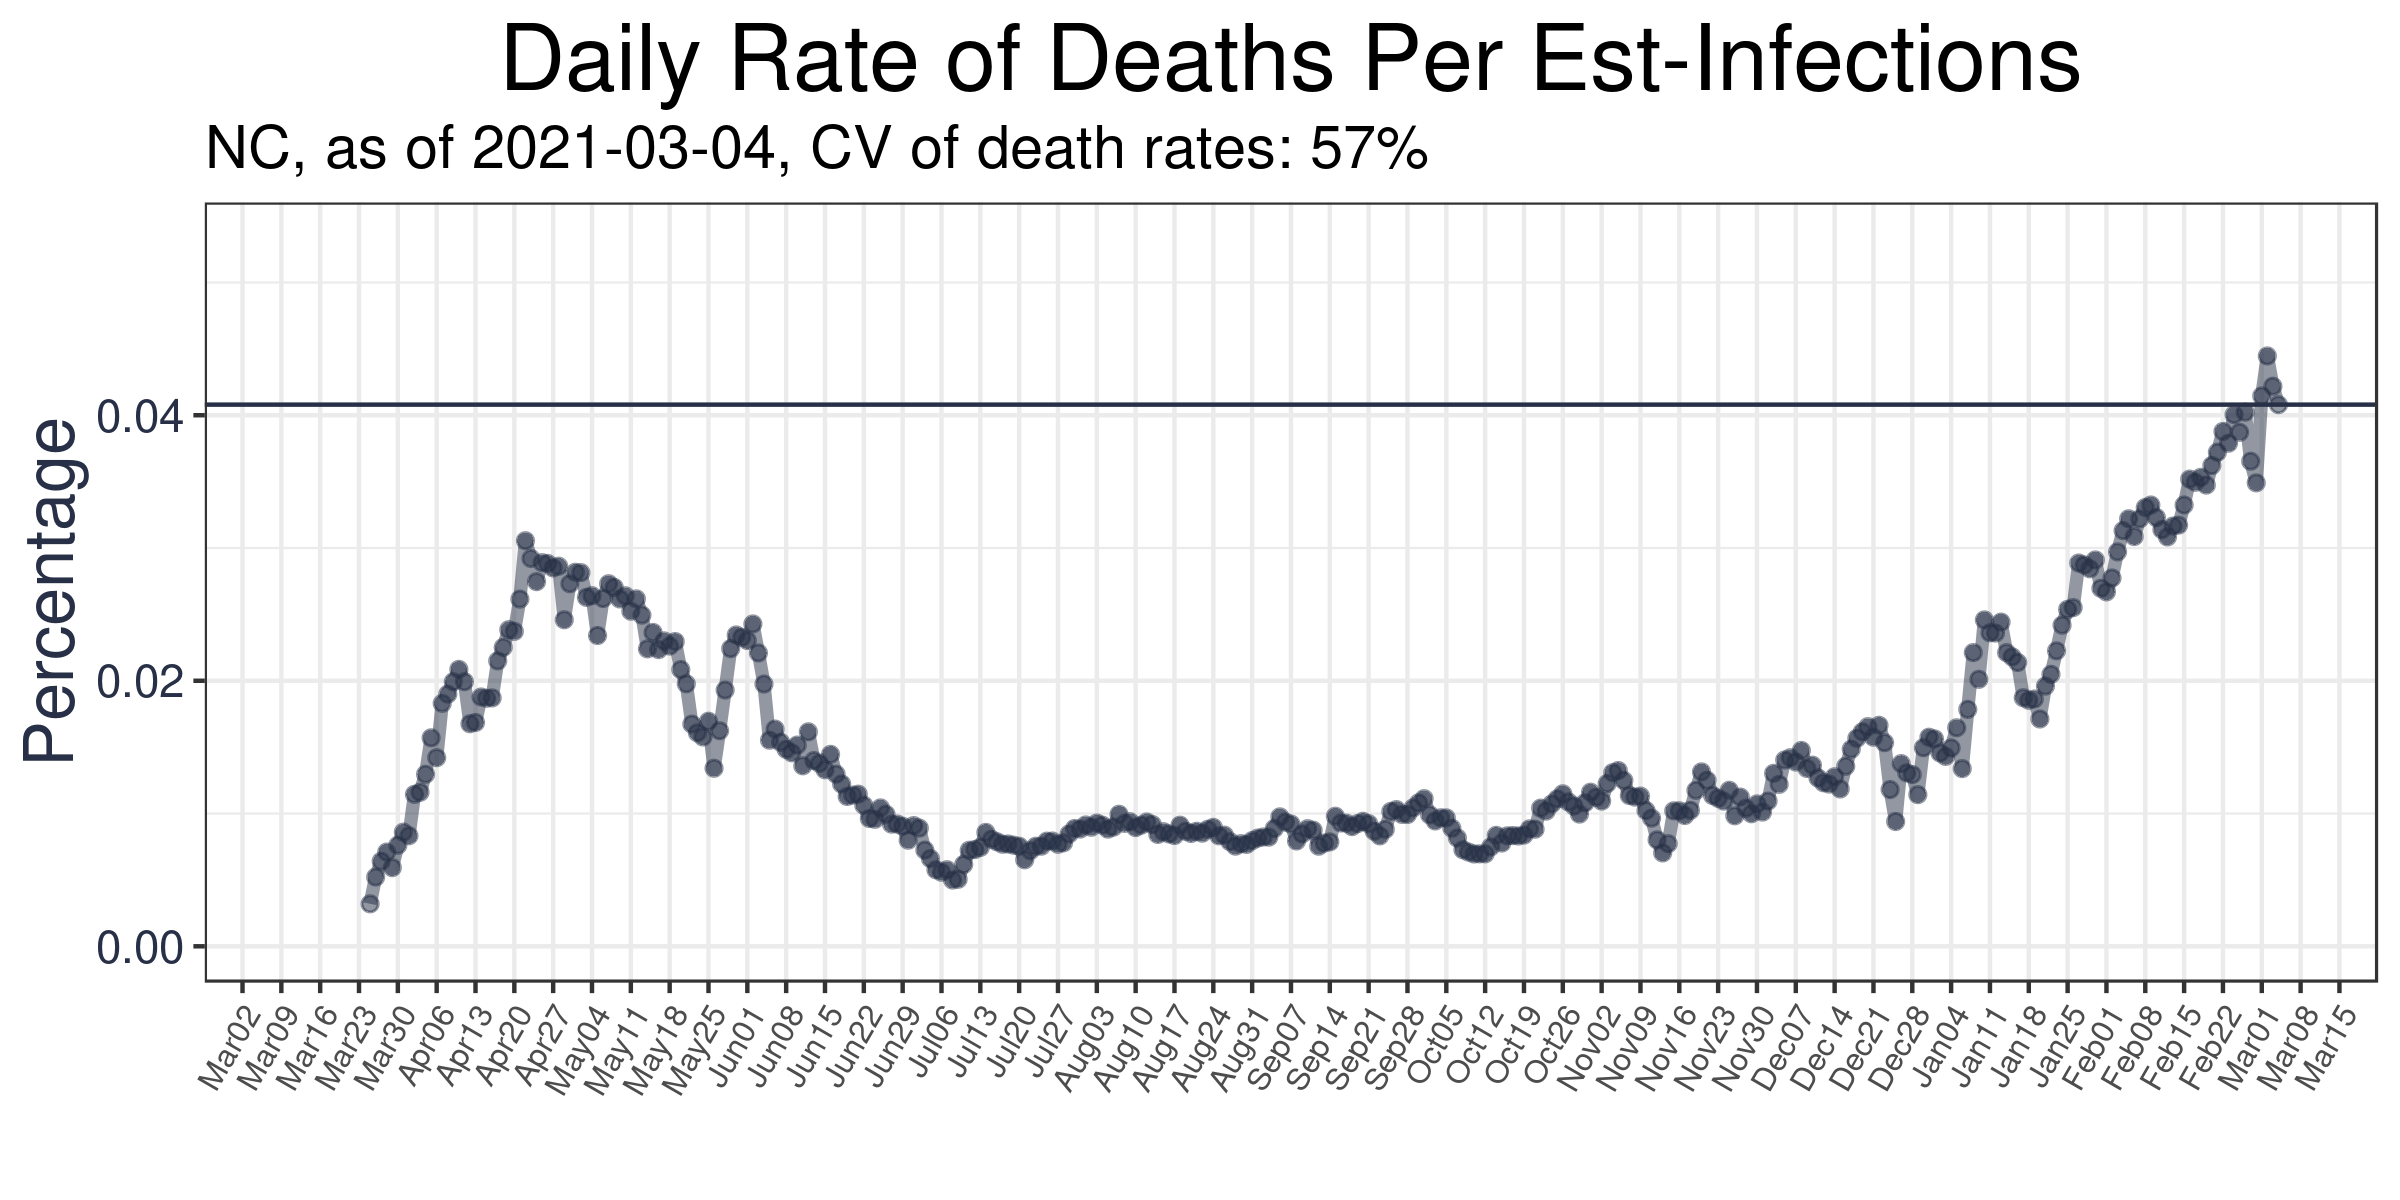 Daily Rate of Deaths Per Est-Infections
NC, as of 2021-03-04, CV of death rates: 57%
Percentage
0.04
0.02
0.00
Mar02
Mar09
Mar16
Mar23
Mar30
Apr06
Apr13
Apr20
Apr27
May04
May11
May18
May25
Jun01
Jun08
Jun15
Jun22
Jun29
Jul06
Jul13
Jul20
Jul27
Aug03
Aug10
Aug17
Aug24
Aug31
Sep07
Sep14
Sep21
Sep28
Oct05
Oct12
Oct19
Oct26
Nov02
Nov09
Nov16
Nov23
Nov30
Dec07
Dec14
Dec21
Dec28
Jan04
Jan11
Jan18
Jan25
Feb01
Feb08
Feb15
Feb22
Mar01
Mar08
Mar15